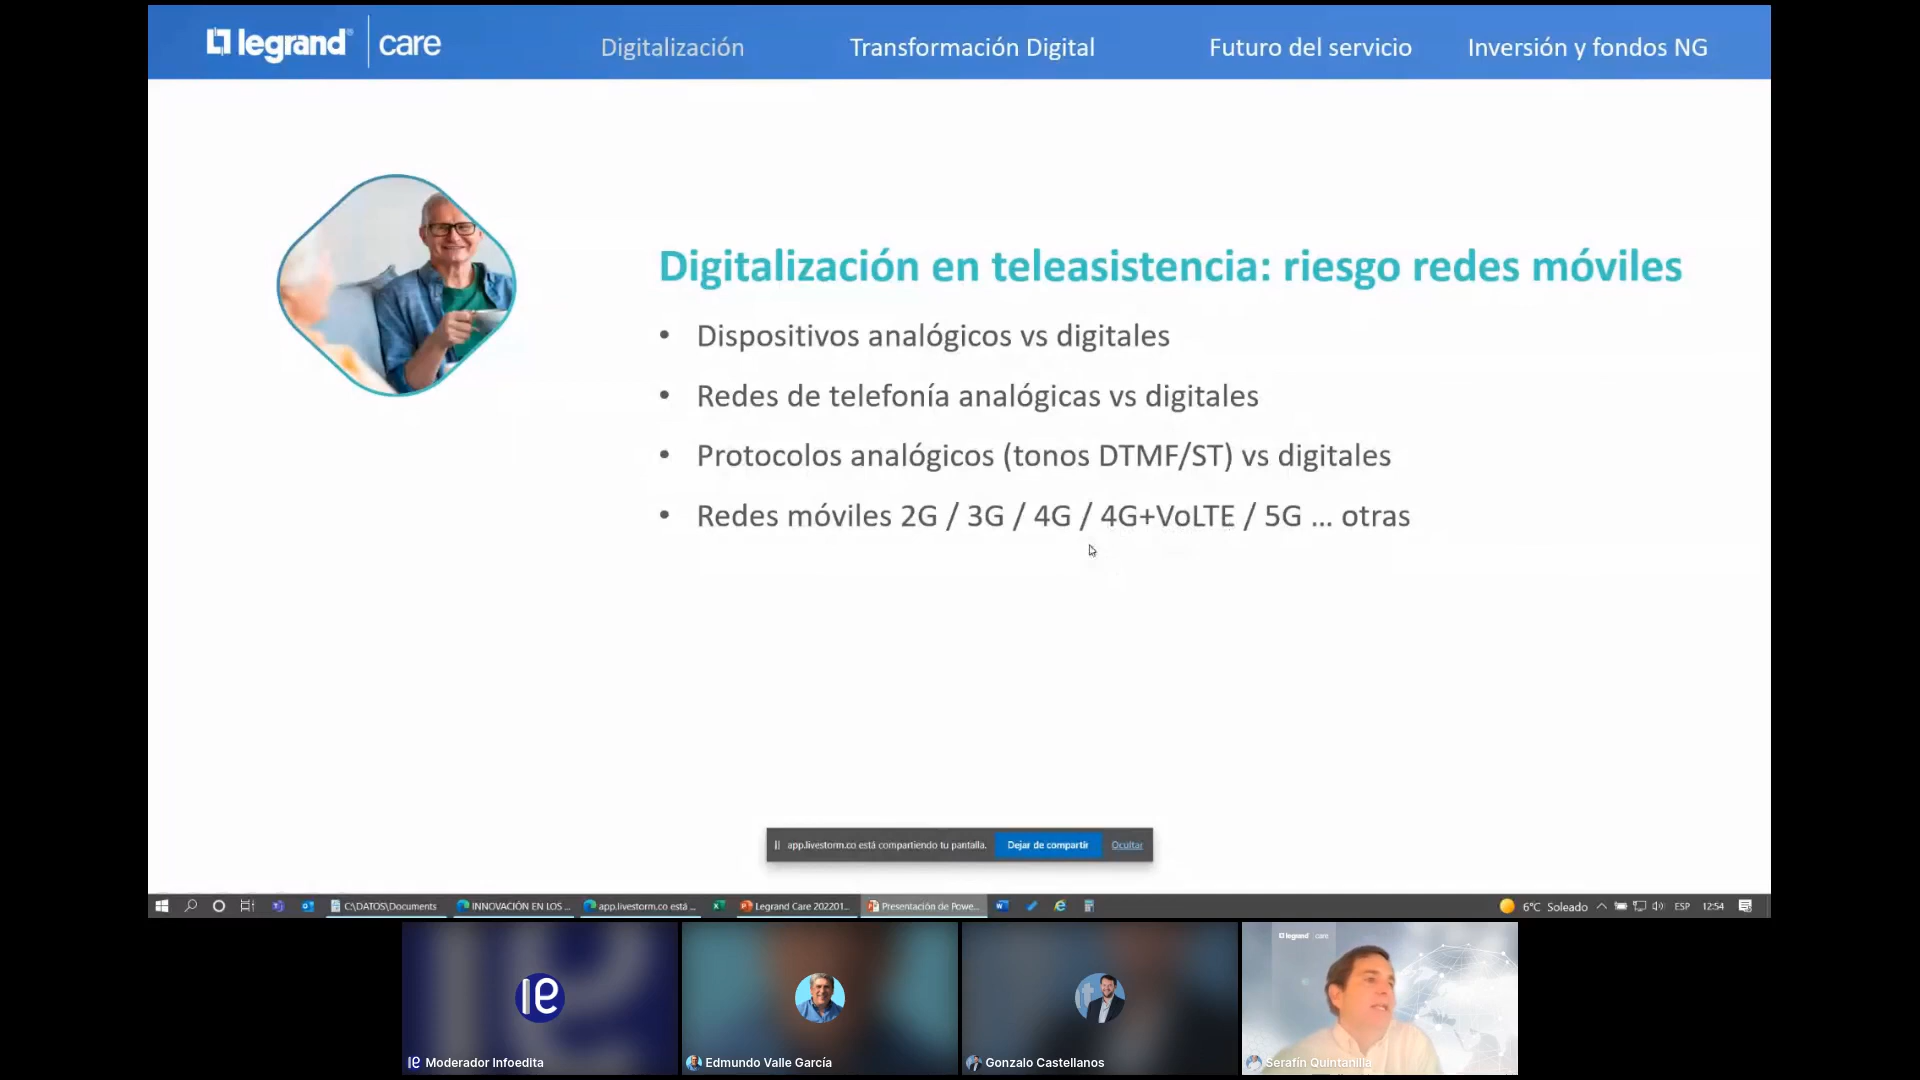 legrand® care
Digitalización
Transformación Digital
Futuro del servicio
Inversión y fondos NG
Digitalización en teleasistencia: riesgo redes móviles
• Dispositivos analógicos vs digitales
• Redes de telefonía analógicas vs digitales
• Protocolos analógicos (tonos DTMF/ST) vs digitales
• Redes móviles 2G / 3G / 4G / 4G+VoLTE / 5G ... otras
app.livestorm.co está compartiendo tu pantalla.
Dejar de compartir
Ocultar
C:\DATOS\Documents
INNOVACIÓN EN LOS ...
app.livestorm.co está ...
Legrand Care 202201...
Presentación de Powe...
6°C Soleado
ESP
12:54
legrand care
Moderador Infoedita
Edmundo Valle García
Gonzalo Castellanos
Serafín Quintanilla